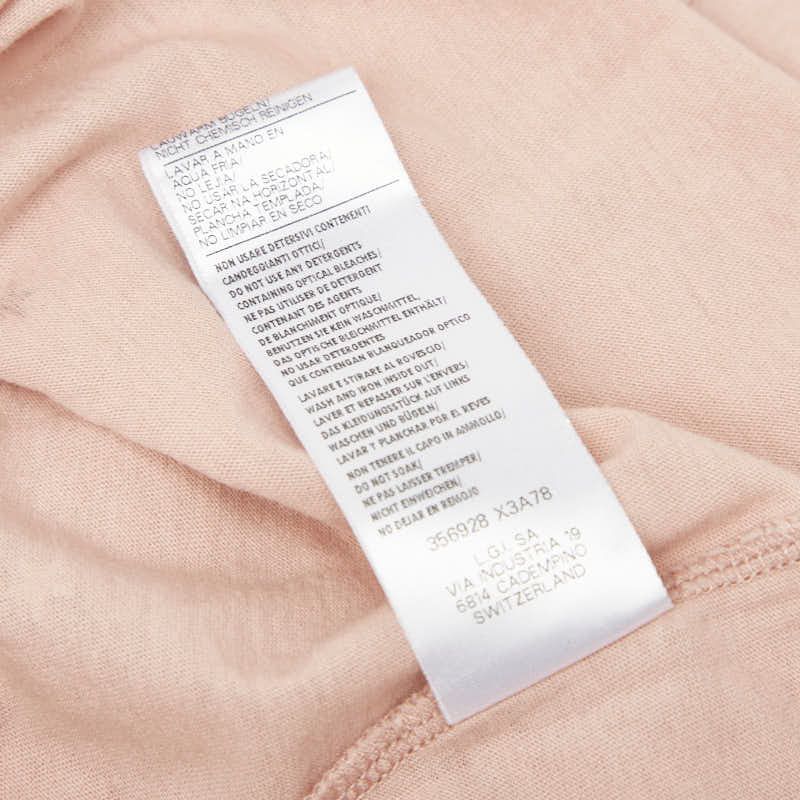 LAUWARM BÜGELN/
NICHT CHEMISCH REINIGEN
LAVAR A MANO EN
AQUA FRIA/
NO LEJIA/
NO USAR LA SECADORA/
SECAR NA HORIZONTAL/
PLANCHA TEMPLADA/
NO LIMPIAR EN SECO
NON USARE DETERSIVI CONTENENTI
CANDEGGIANTI OTTICI/
DO NOT USE ANY DETERGENTS
CONTAINING OPTICAL BLEACHES/
NE PAS UTILISER DE DETERGENT
CONTENANT DES AGENTS
DE BLANCHIMENT OPTIQUE/
BENUTZEN SIE KEIN WASCHMITTEL,
DAS OPTISCHE BLEICHMITTEL ENTHÄLT/
NO USAR DETERGENTES
QUE CONTENGAN BLANQUEADOR OPTICO
LAVARE E STIRARE AL ROVESCIO/
WASH AND IRON INSIDE OUT/
LAVER ET REPASSER SUR L'ENVERS/
DAS KLEIDUNGSSTÜCK AUF LINKS
WASCHEN UND BÜGELN/
LAVAR Y PLANCHAR POR EL REVES
NON TENERE IL CAPO IN AMMOLLO/
DO NOT SOAK/
NE PAS LAISSER TREMPER/
NICHT EINWEICHEN/
NO DEJAR EN REMOJO
356928 X3A78
L.G.I. SA
VIA INDUSTRIA 19
6814 CADEMPINO
SWITZERLAND